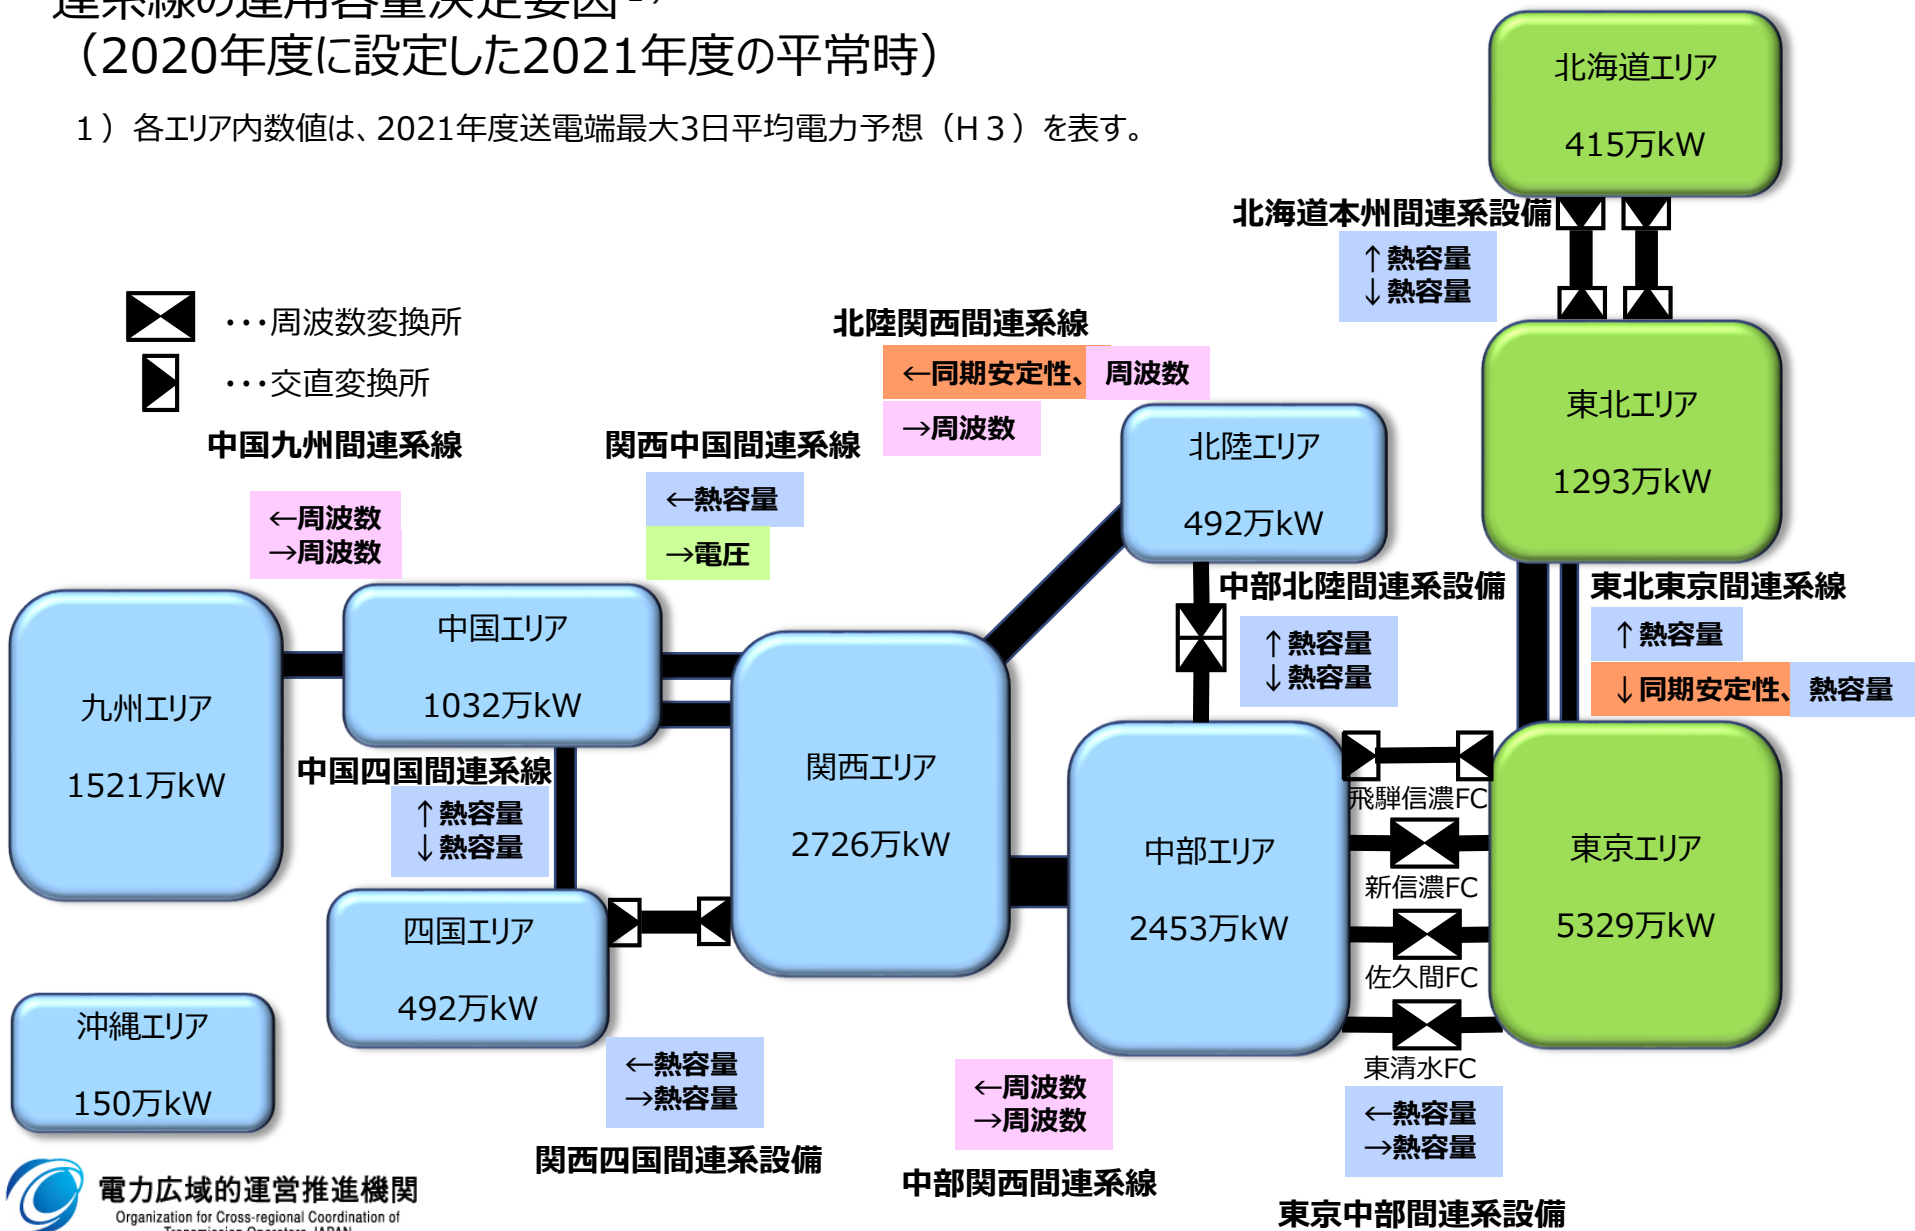 連系線の運用容量決定要因 1)
（2020年度に設定した2021年度の平常時）
1）各エリア内数値は、2021年度送電端最大3日平均電力予想（H３）を表す。
北海道エリア
415万kW
北海道本州間連系設備
↑熱容量
↓熱容量
・・・周波数変換所
・・・交直変換所
北陸関西間連系線
←同期安定性、周波数
→周波数
中国九州間連系線
←周波数
→周波数
関西中国間連系線
←熱容量
→電圧
北陸エリア
492万kW
東北エリア
1293万kW
中部北陸間連系設備
↑熱容量
↓熱容量
東北東京間連系線
↑熱容量
↓同期安定性、熱容量
九州エリア
1521万kW
中国エリア
1032万kW
中国四国間連系線
↑熱容量
↓熱容量
関西エリア
2726万kW
中部エリア
2453万kW
飛騨信濃FC
新信濃FC
佐久間FC
東清水FC
東京エリア
5329万kW
四国エリア
492万kW
沖縄エリア
150万kW
←熱容量
→熱容量
関西四国間連系設備
←周波数
→周波数
中部関西間連系線
←熱容量
→熱容量
東京中部間連系設備
電力広域的運営推進機関
Organization for Cross-regional Coordination of
Transmission Operators, JAPAN